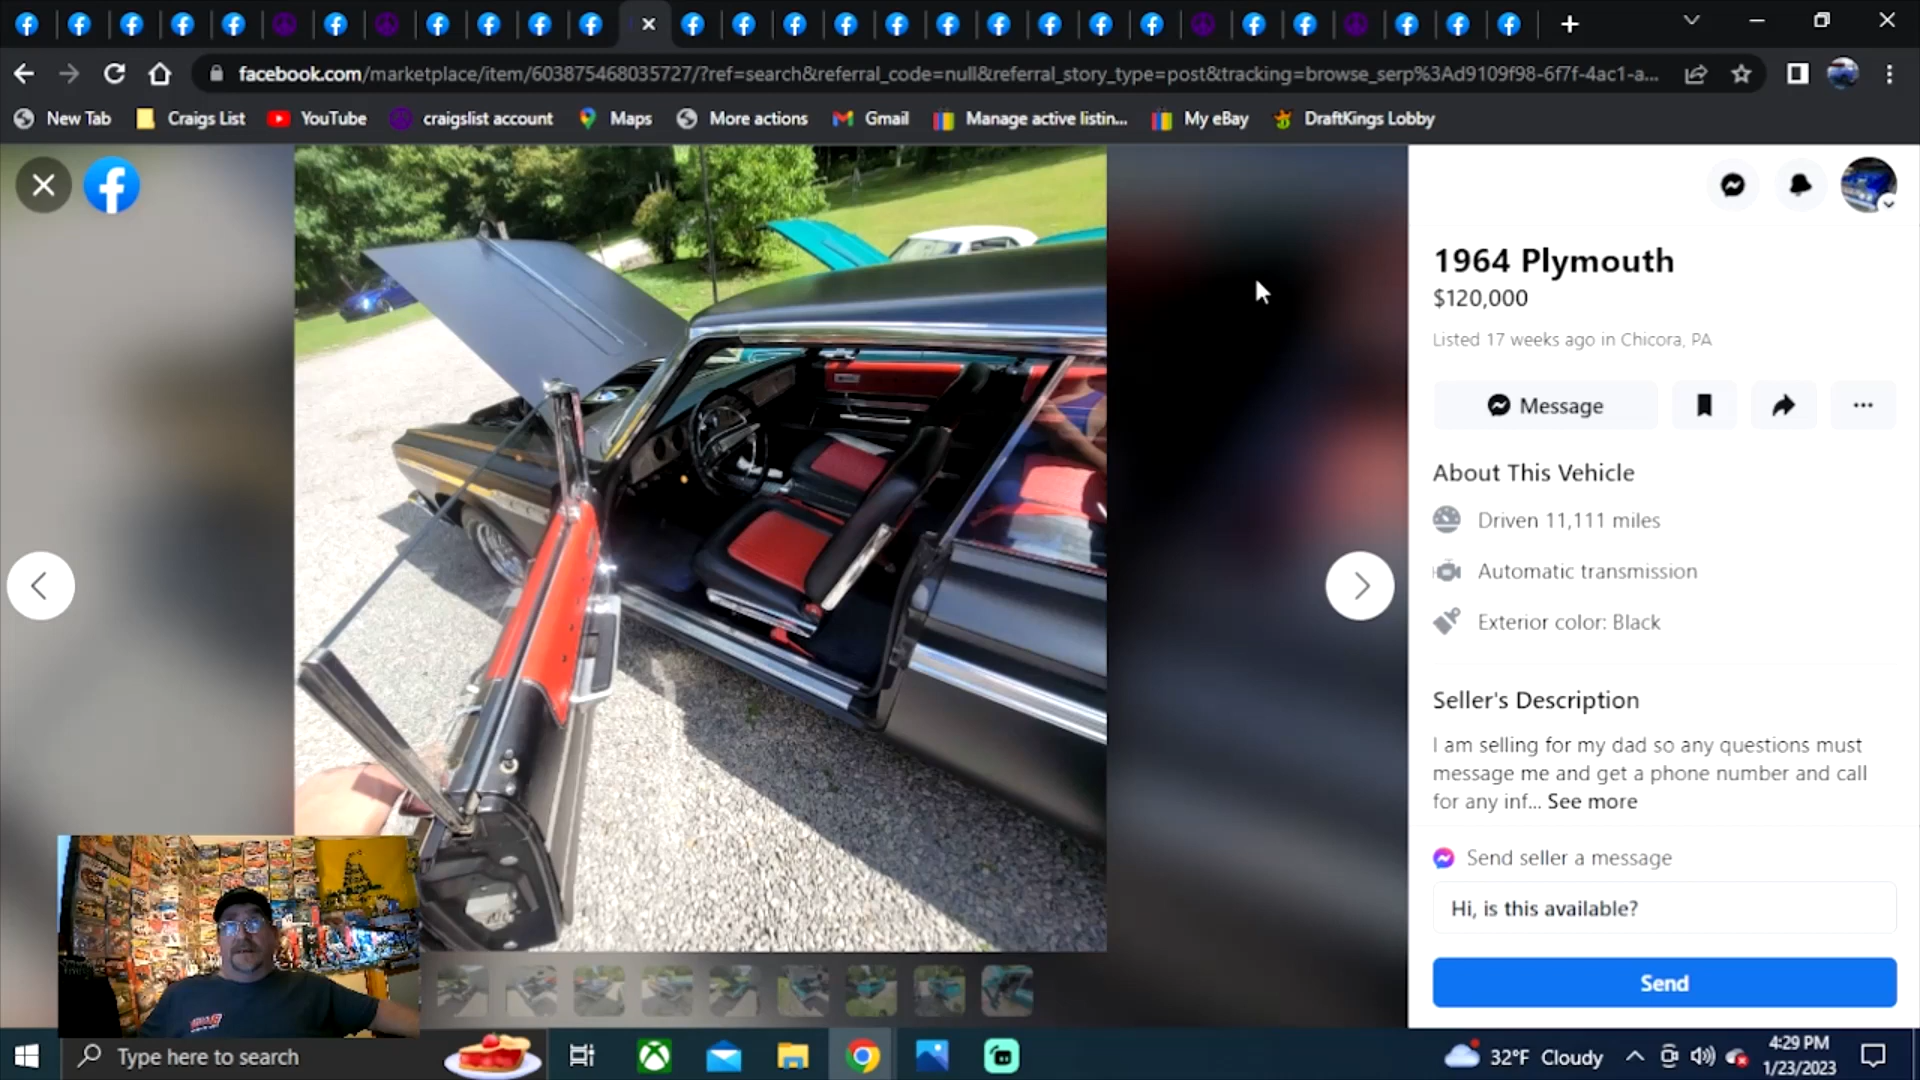 facebook.com/marketplace/item/603875468035727/?ref=search&referral_code=null&referral_story_type=post&tracking=browse_serp%3Ad9109f98-6f7f-4ac1-a...
New Tab
Craigs List
YouTube
craigslist account
Maps
More actions
Gmail
Manage active listin...
My eBay
DraftKings Lobby
1964 Plymouth
$120,000
Listed 17 weeks ago in Chicora, PA
Message
About This Vehicle
Driven 11,111 miles
Automatic transmission
Exterior color: Black
Seller's Description
I am selling for my dad so any questions must
message me and get a phone number and call
for any inf... See more
Send seller a message
Hi, is this available?
Send
Type here to search
32°F Cloudy
4:29 PM
1/23/2023